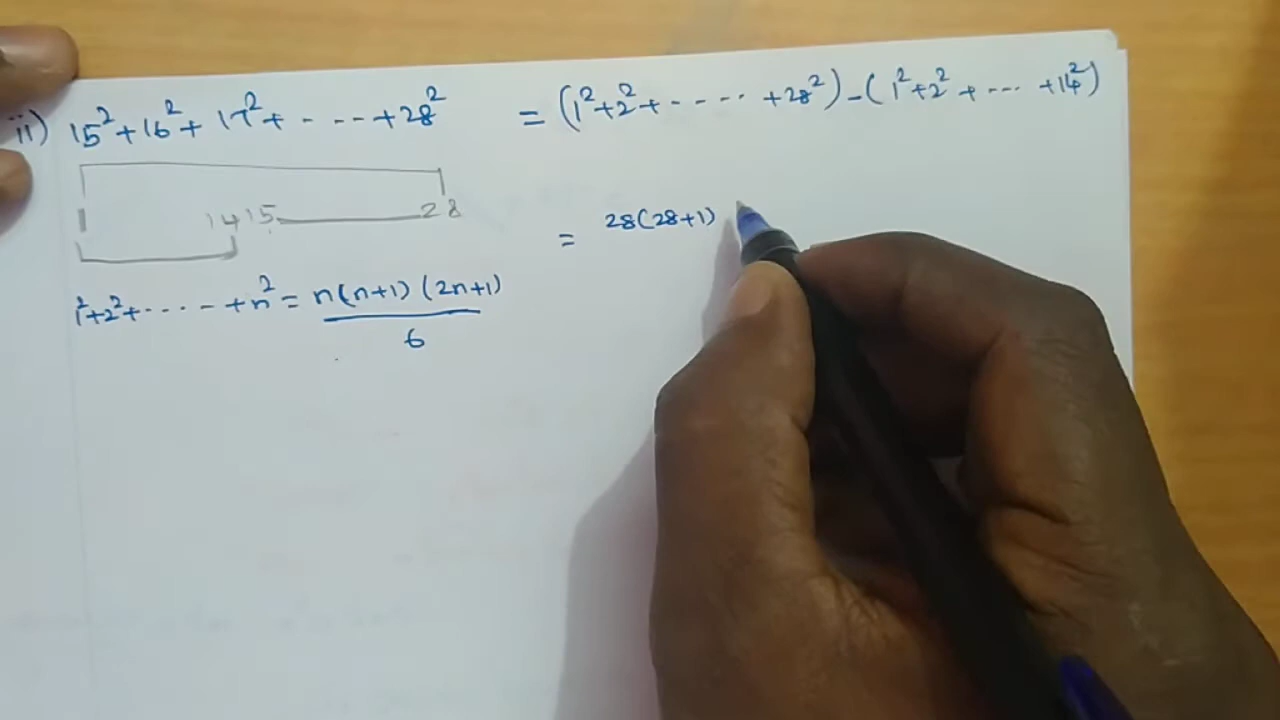 ii) 15²+16²+17²+ - - - +28² = (1²+2²+ - - - - - +28²) - (1²+2²+ - - - +14²)
1 14 15 28
= 28(28+1)
1²+2²+ - - - - - +n² = n(n+1)(2n+1)
6